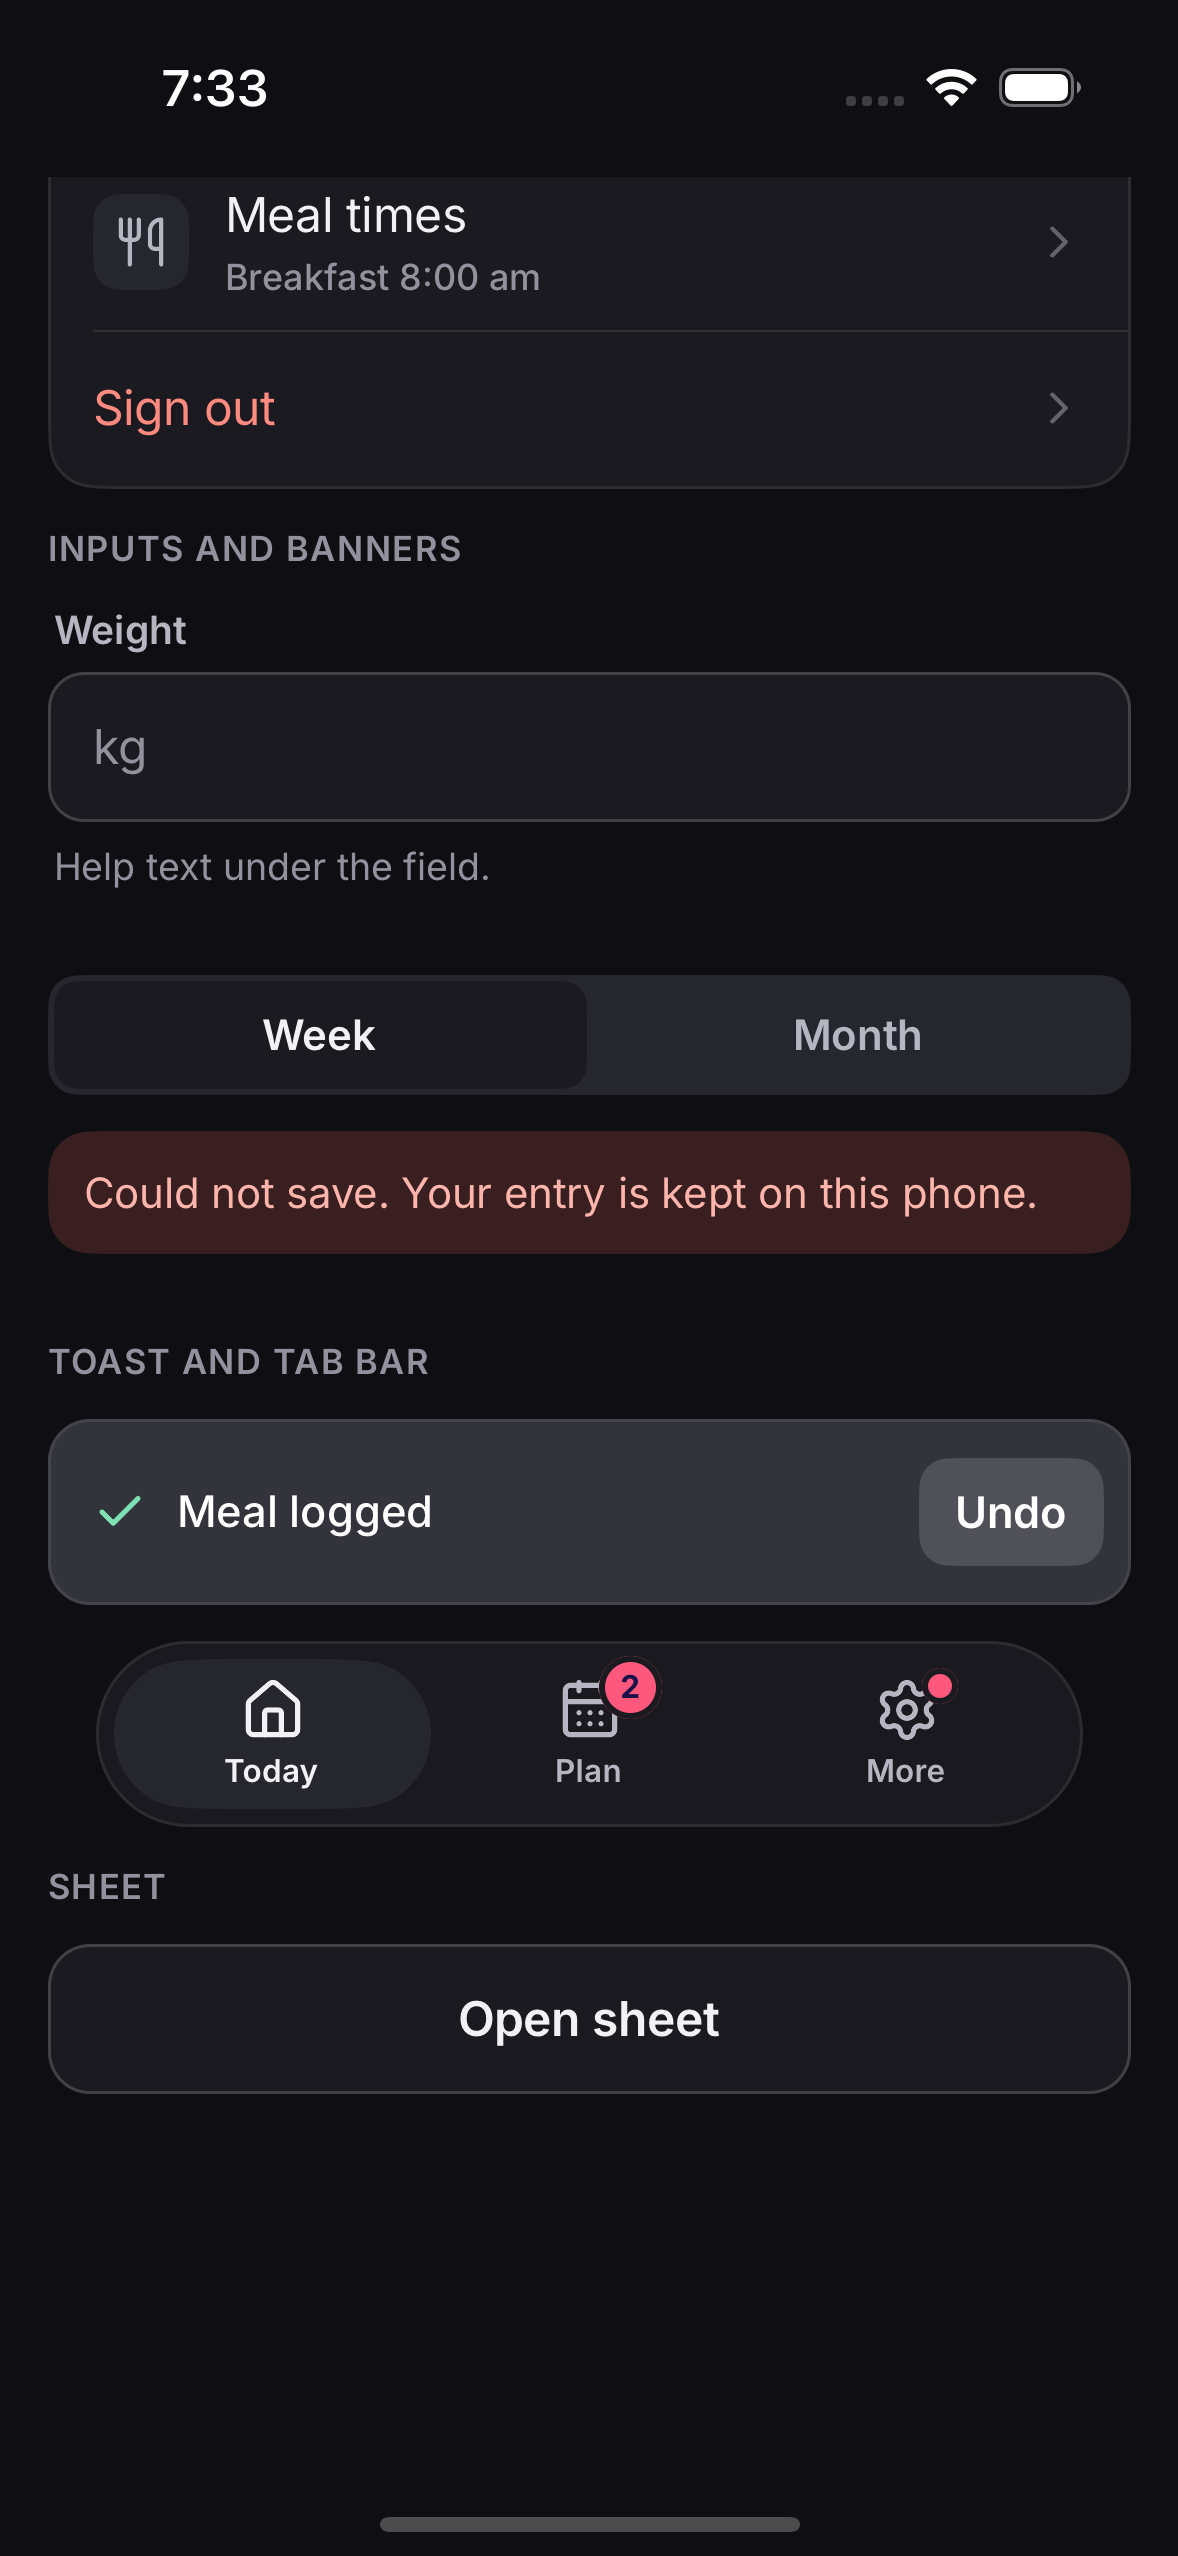 7:33
Meal times
Breakfast 8:00 am
Sign out
INPUTS AND BANNERS
Weight
kg
Help text under the field.
Week
Month
Could not save. Your entry is kept on this phone.
TOAST AND TAB BAR
Meal logged
Undo
2
Today
Plan
More
SHEET
Open sheet